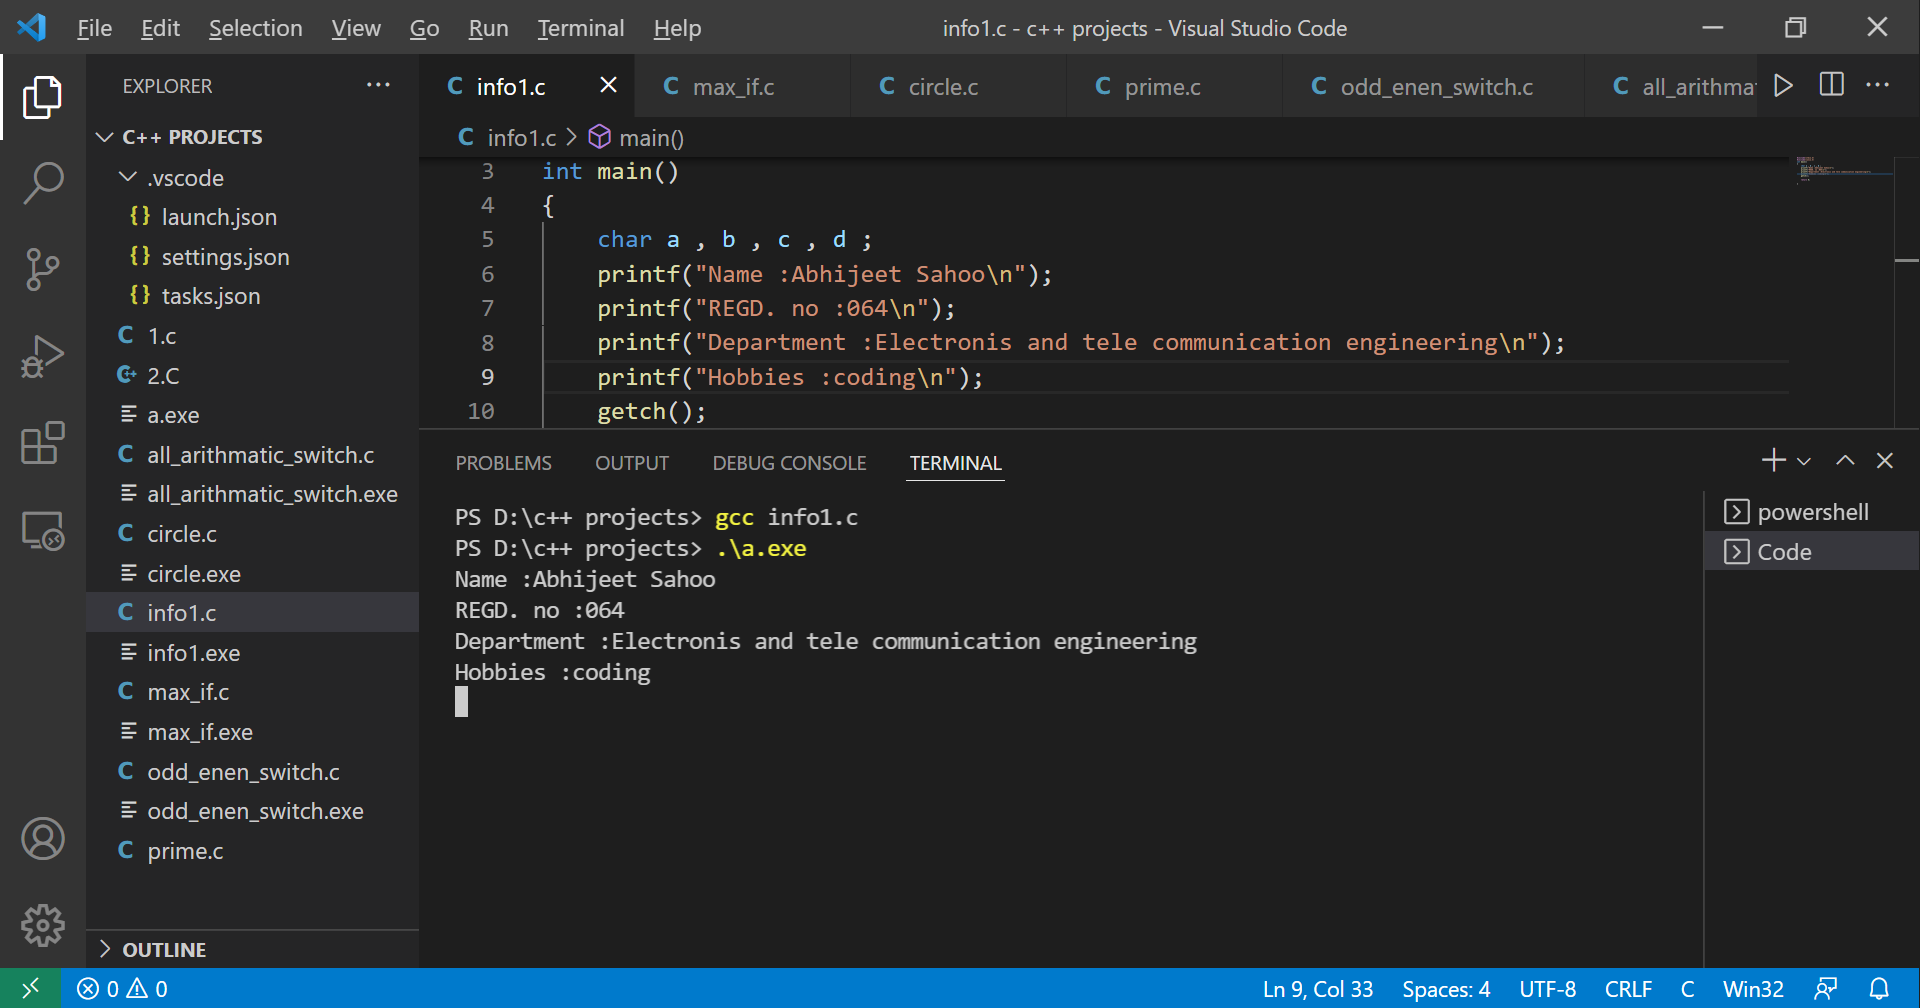 File Edit Selection View Go Run Terminal Help info1.c - c++ projects - Visual Studio Code
EXPLORER
C++ PROJECTS
.vscode
{} launch.json
{} settings.json
{} tasks.json
C 1.c
C++ 2.C
a.exe
C all_arithmatic_switch.c
all_arithmatic_switch.exe
C circle.c
circle.exe
C info1.c
info1.exe
C max_if.c
max_if.exe
C odd_enen_switch.c
odd_enen_switch.exe
C prime.c
OUTLINE
C info1.c C max_if.c C circle.c C prime.c C odd_enen_switch.c C all_arithma
C info1.c > main()
3 int main()
4 {
5 char a , b , c , d ;
6 printf("Name :Abhijeet Sahoo\n");
7 printf("REGD. no :064\n");
8 printf("Department :Electronis and tele communication engineering\n");
9 printf("Hobbies :coding\n");
10 getch();
PROBLEMS OUTPUT DEBUG CONSOLE TERMINAL
PS D:\c++ projects> gcc info1.c
PS D:\c++ projects> .\a.exe
Name :Abhijeet Sahoo
REGD. no :064
Department :Electronis and tele communication engineering
Hobbies :coding
powershell
Code
0 0 Ln 9, Col 33 Spaces: 4 UTF-8 CRLF C Win32